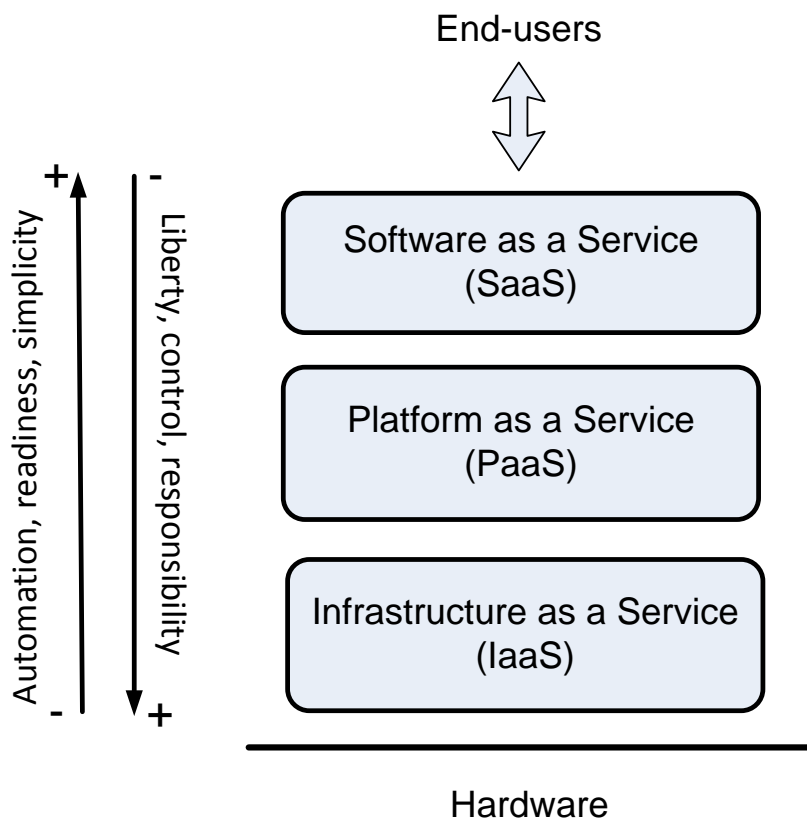 End-users
+
-
Automation, readiness, simplicity
Liberty, control, responsibility
-
+
Software as a Service
(SaaS)
Platform as a Service
(PaaS)
Infrastructure as a Service
(IaaS)
Hardware